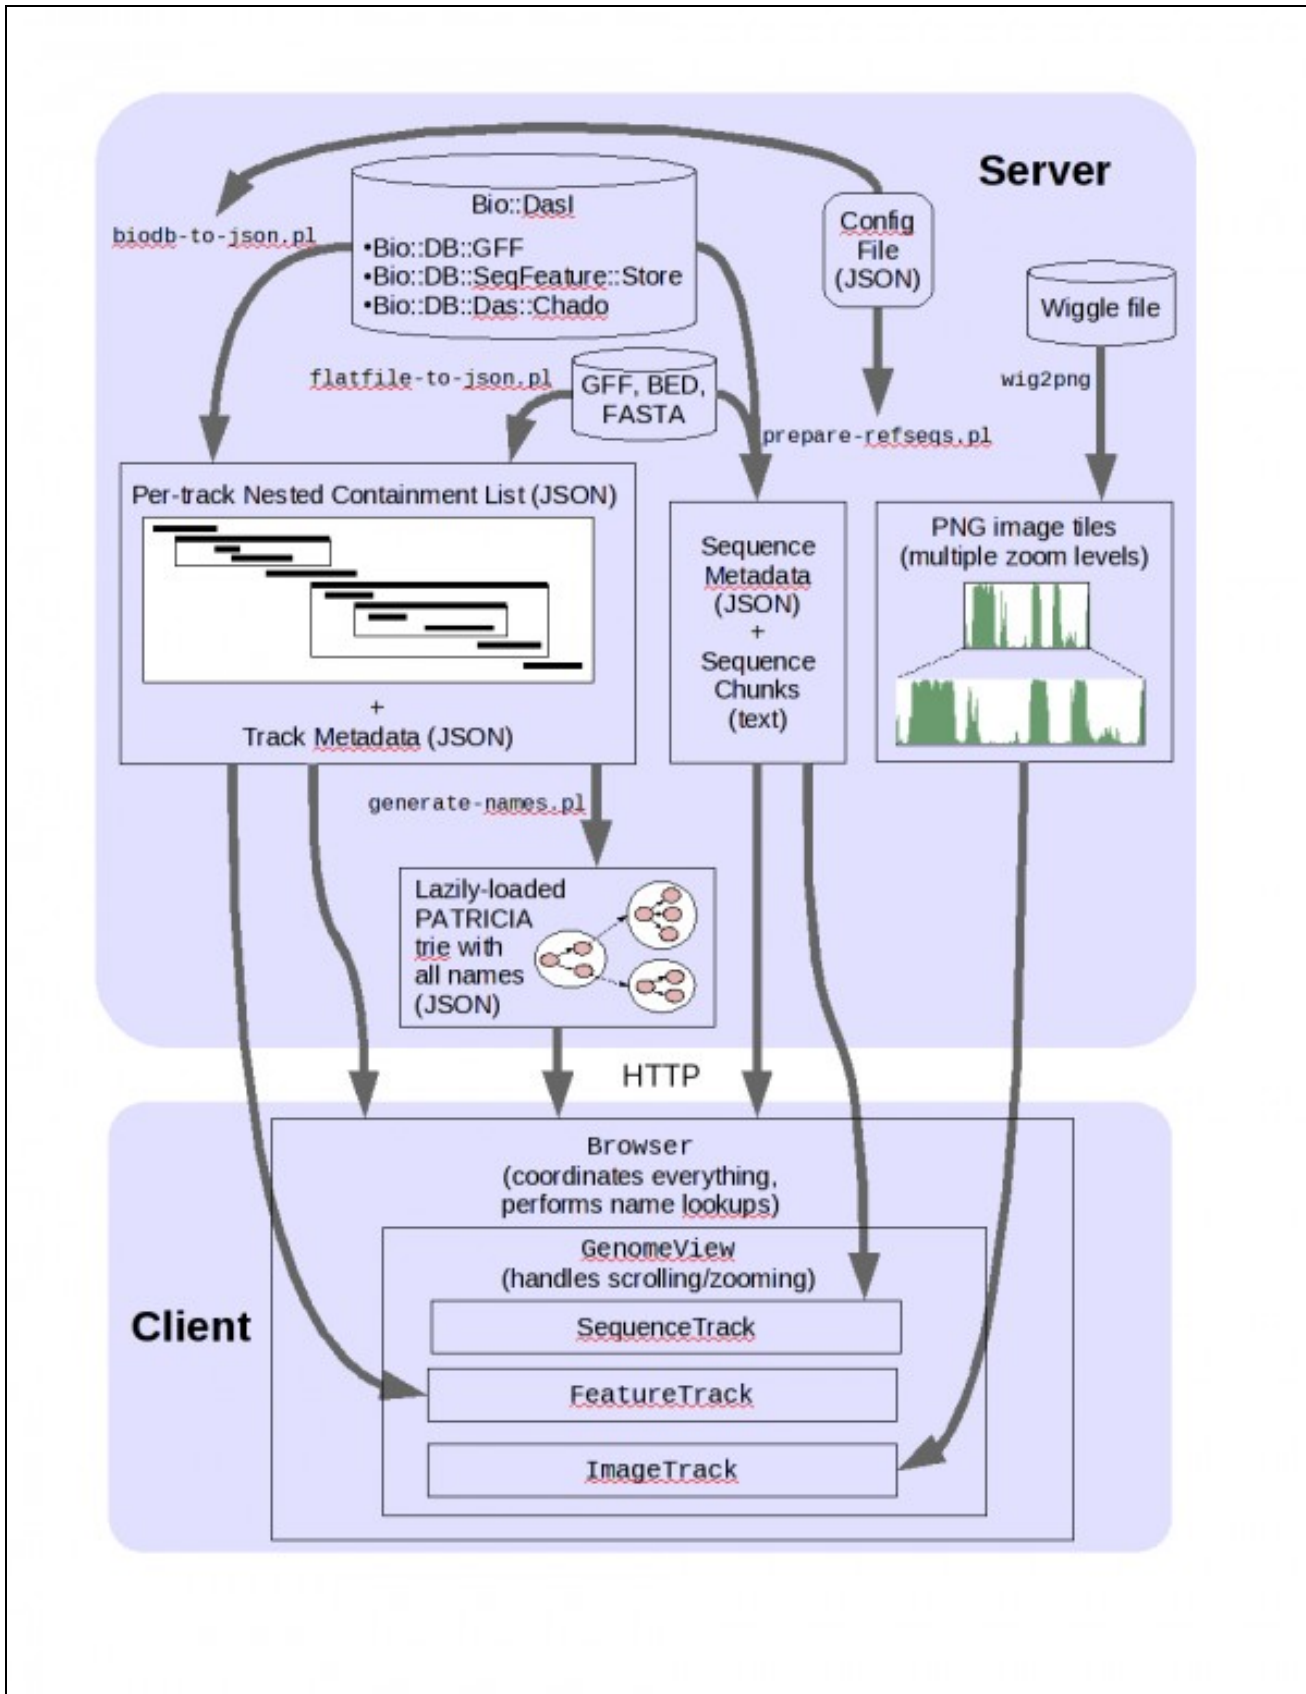 Server
Bio::DasI
•Bio::DB::GFF
•Bio::DB::SeqFeature::Store
•Bio::DB::Das::Chado
Config
File
(JSON)
biodb-to-json.pl
Wiggle file
flatfile-to-json.pl
GFF, BED,
FASTA
wig2png
prepare-refseqs.pl
Per-track Nested Containment List (JSON)
+
Track Metadata (JSON)
Sequence
Metadata
(JSON)
+
Sequence
Chunks
(text)
PNG image tiles
(multiple zoom levels)
generate-names.pl
Lazily-loaded
PATRICIA
trie with
all names
(JSON)
HTTP
Client
Browser
(coordinates everything,
performs name lookups)
GenomeView
(handles scrolling/zooming)
SequenceTrack
FeatureTrack
ImageTrack